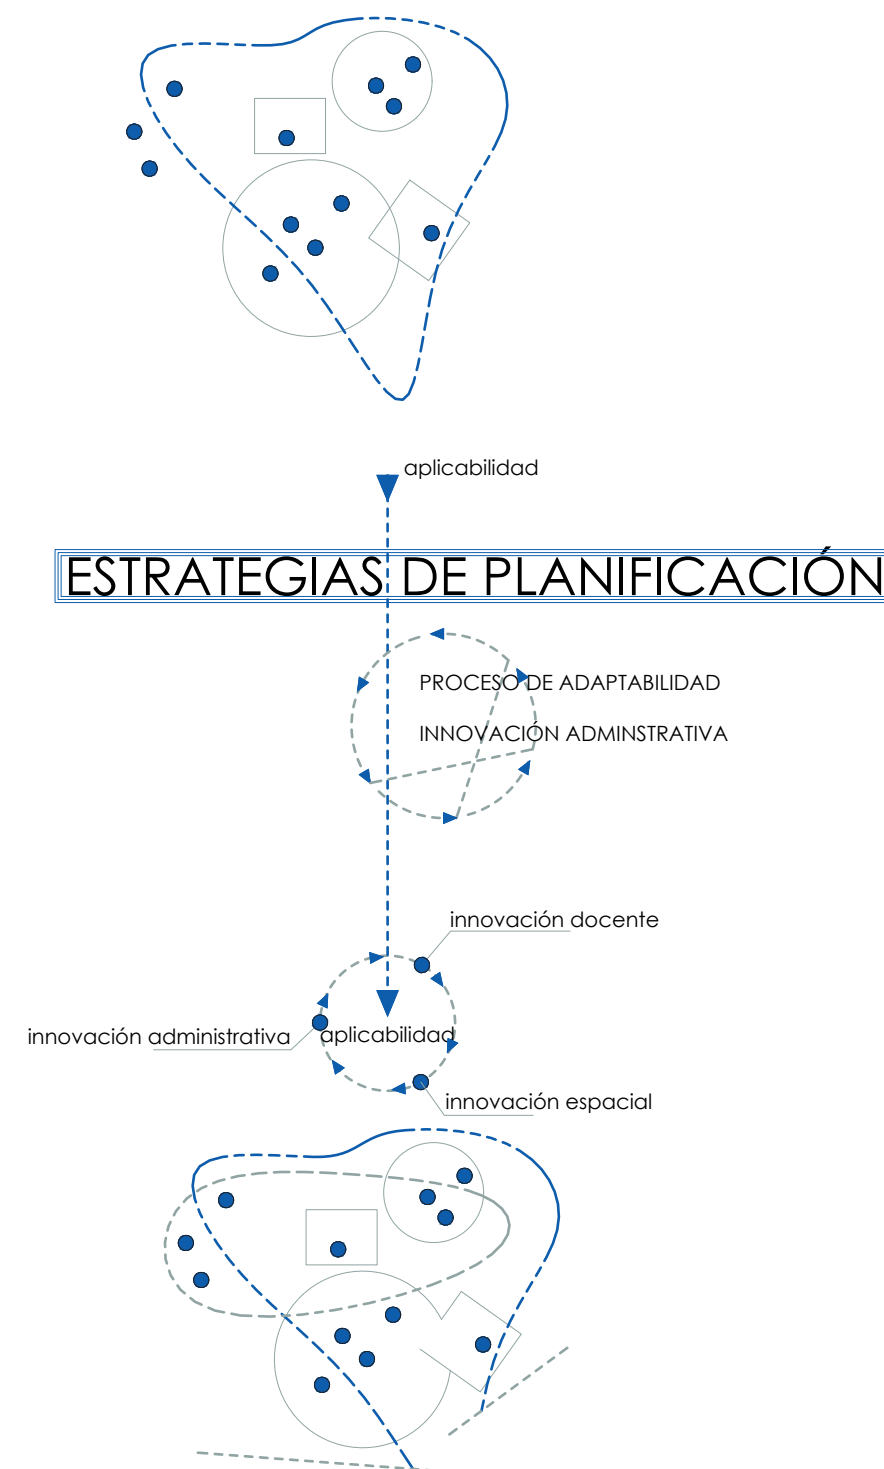 aplicabilidad
ESTRATEGIAS DE PLANIFICACIÓN
PROCESO DE ADAPTABILIDAD
INNOVACIÓN ADMINSTRATIVA
innovación docente
innovación administrativa
aplicabilidad
innovación espacial